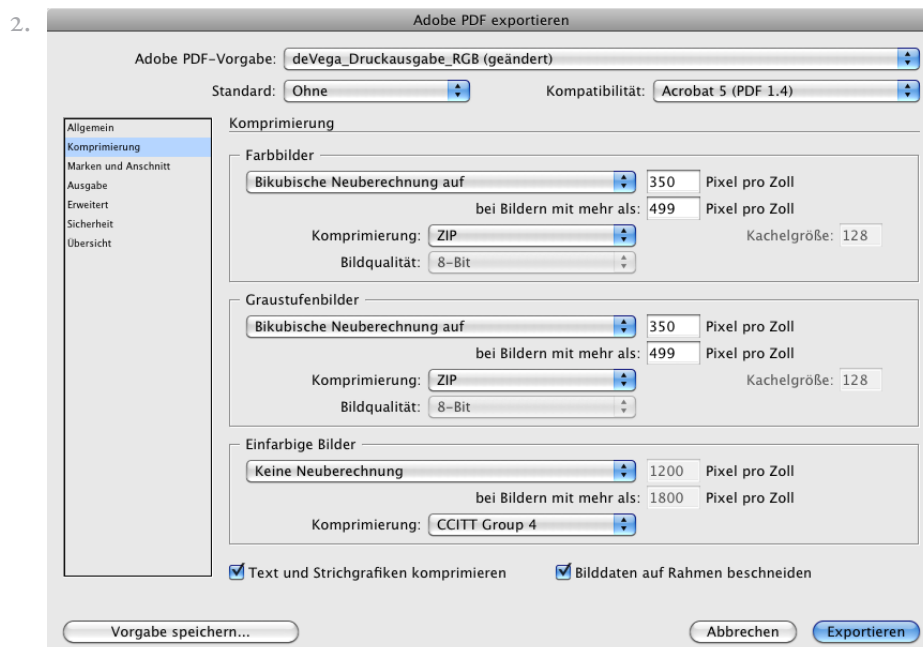 2.
Adobe PDF exportieren
Adobe PDF-Vorgabe: deVega_Druckausgabe_RGB (geändert)
Standard: Ohne Kompatibilität: Acrobat 5 (PDF 1.4)
Allgemein
Komprimierung
Marken und Anschnitt
Ausgabe
Erweitert
Sicherheit
Übersicht
Komprimierung
Farbbilder
Bikubische Neuberechnung auf 350 Pixel pro Zoll
bei Bildern mit mehr als: 499 Pixel pro Zoll
Komprimierung: ZIP Kachelgröße: 128
Bildqualität: 8-Bit
Graustufenbilder
Bikubische Neuberechnung auf 350 Pixel pro Zoll
bei Bildern mit mehr als: 499 Pixel pro Zoll
Komprimierung: ZIP Kachelgröße: 128
Bildqualität: 8-Bit
Einfarbige Bilder
Keine Neuberechnung 1200 Pixel pro Zoll
bei Bildern mit mehr als: 1800 Pixel pro Zoll
Komprimierung: CCITT Group 4
Text und Strichgrafiken komprimieren Bilddaten auf Rahmen beschneiden
Vorgabe speichern... Abbrechen Exportieren